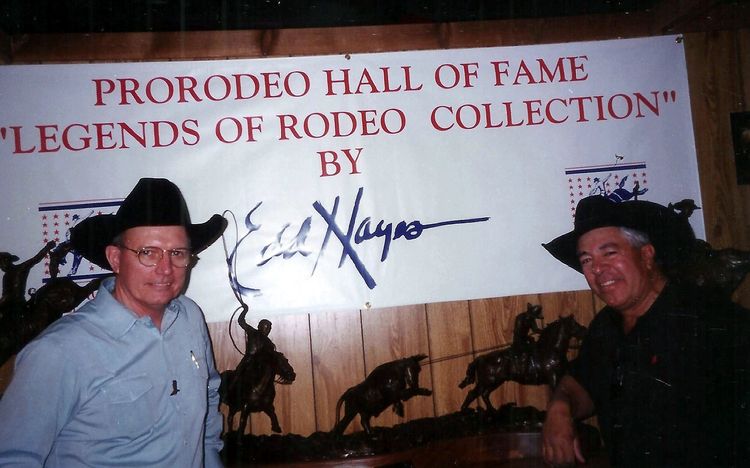 PRORODEO HALL OF FAME
"LEGENDS OF RODEO COLLECTION"
BY
Edd Hayes